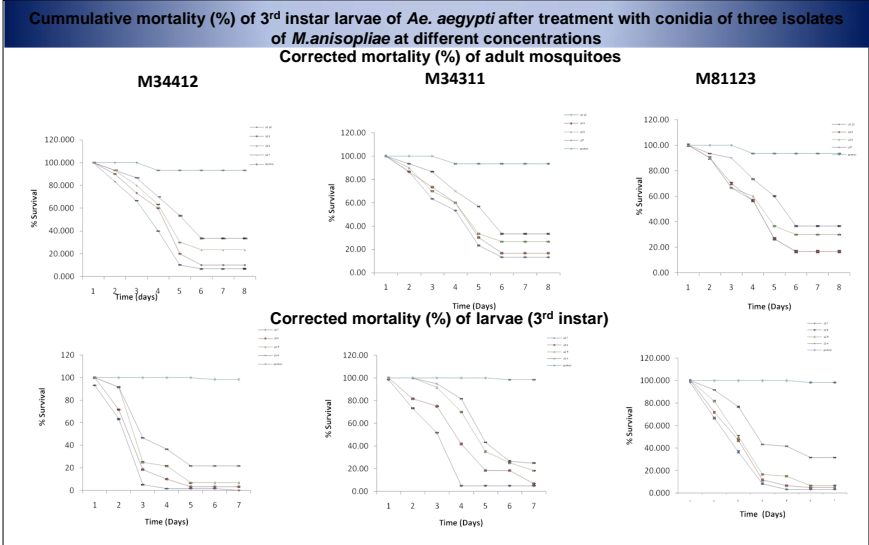 Cummulative mortality (%) of 3rd instar larvae of Ae. aegypti after treatment with conidia of three isolates
of M.anisopliae at different concentrations
Corrected mortality (%) of adult mosquitoes
M34412
M34311
M81123
120.000
100.000
80.000
60.000
40.000
20.000
0.000
% Survival
1 2 3 4 5 6 7 8
Time (days)
120.00
100.00
80.00
60.00
40.00
20.00
0.00
% Survival
1 2 3 4 5 6 7 8
Time (days)
120.00
100.00
80.00
60.00
40.00
20.00
0.00
% Survival
1 2 3 4 5 6 7 8
Time (Days)
Corrected mortality (%) of larvae (3rd instar)
120
100
80
60
40
20
0
% Survival
1 2 3 4 5 6 7
Time (Days)
120
100
80
60
40
20
0
% Survival
1 2 3 4 5 6 7
Time (Days)
120.000
100.000
80.000
60.000
40.000
20.000
0.000
% Survival
Time (Days)